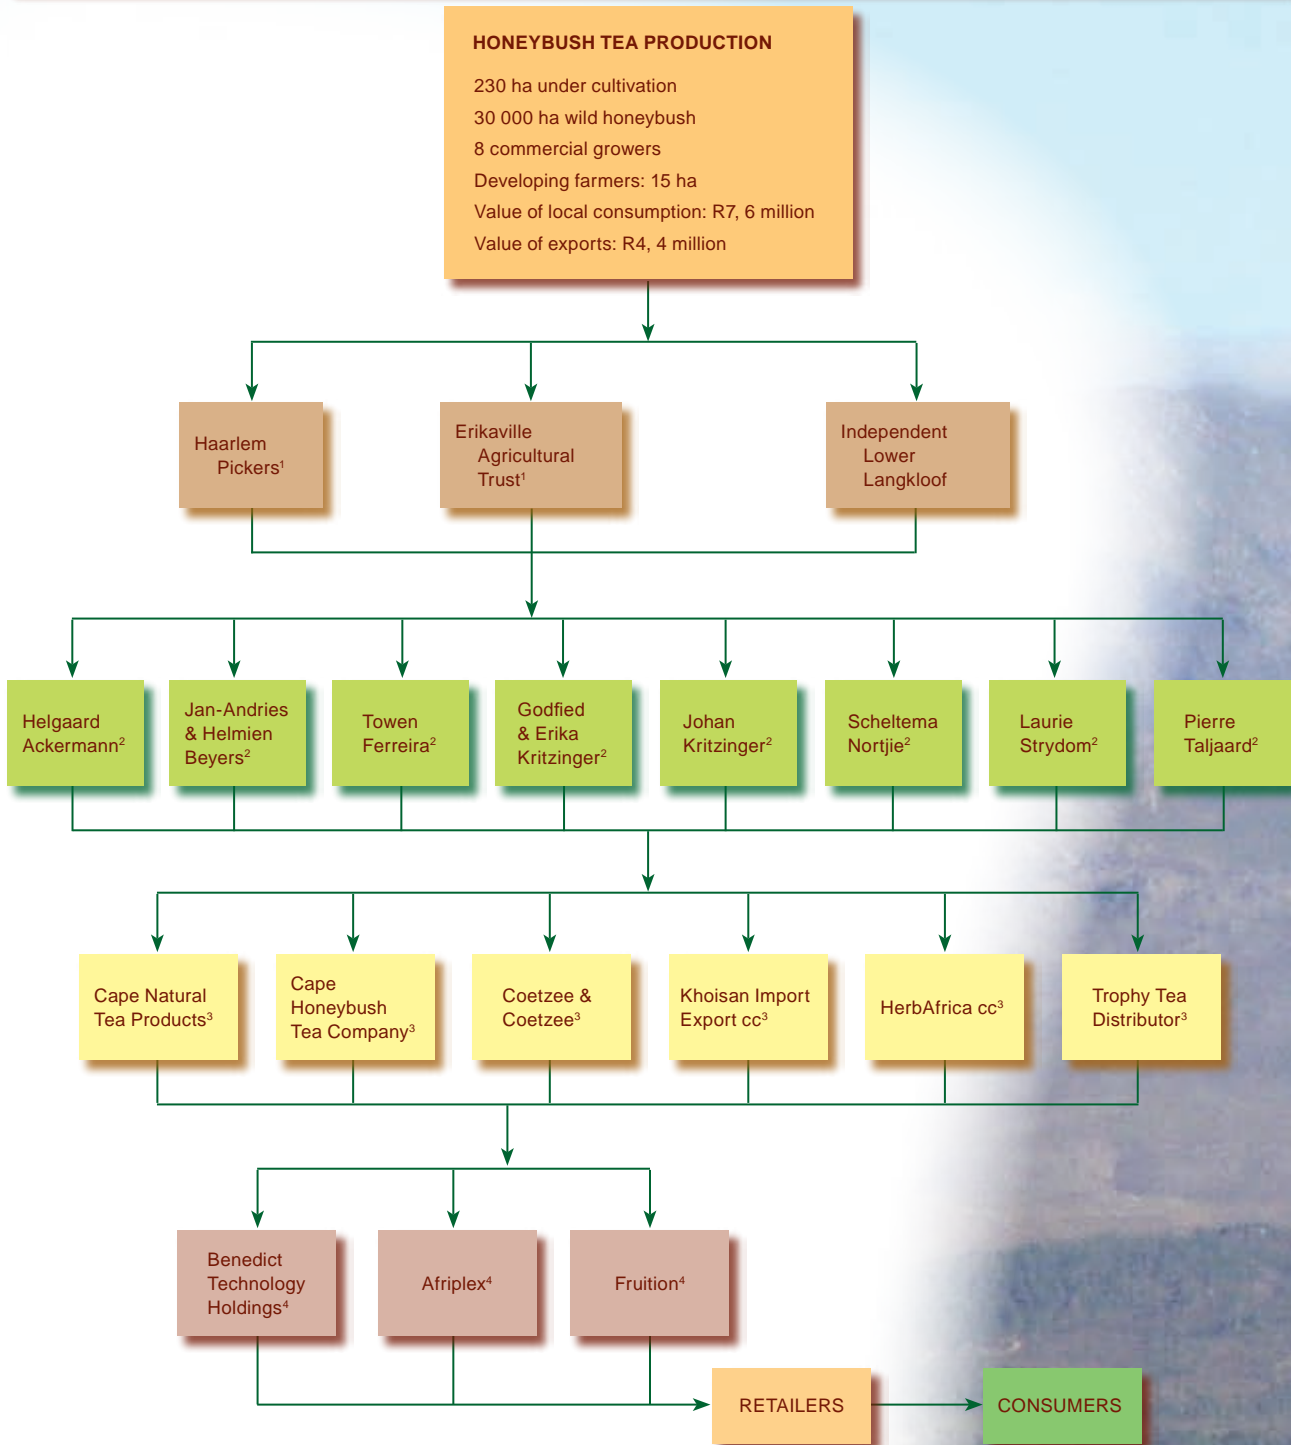 HONEYBUSH TEA PRODUCTION
230 ha under cultivation
30 000 ha wild honeybush
8 commercial growers
Developing farmers: 15 ha
Value of local consumption: R7, 6 million
Value of exports: R4, 4 million
Haarlem
Pickers¹
Erikaville
Agricultural
Trust¹
Independent
Lower
Langkloof
Helgaard
Ackermann²
Jan-Andries
& Helmien
Beyers²
Towen
Ferreira²
Godfied
& Erika
Kritzinger²
Johan
Kritzinger²
Scheltema
Nortjie²
Laurie
Strydom²
Pierre
Taljaard²
Cape Natural
Tea Products³
Cape
Honeybush
Tea Company³
Coetzee &
Coetzee³
Khoisan Import
Export cc³
HerbAfrica cc³
Trophy Tea
Distributor³
Benedict
Technology
Holdings⁴
Afriplex⁴
Fruition⁴
RETAILERS
CONSUMERS